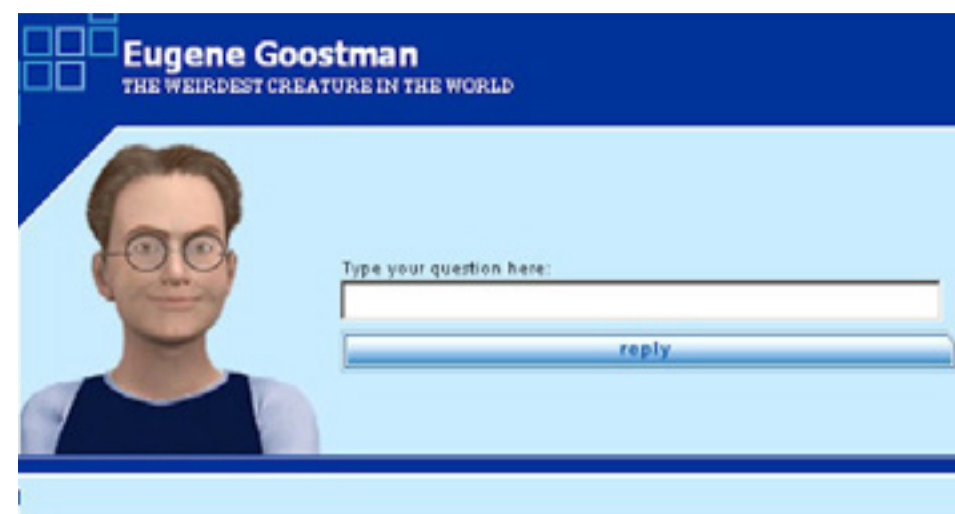 Eugene Goostman
THE WEIRDEST CREATURE IN THE WORLD
Type your question here:
reply